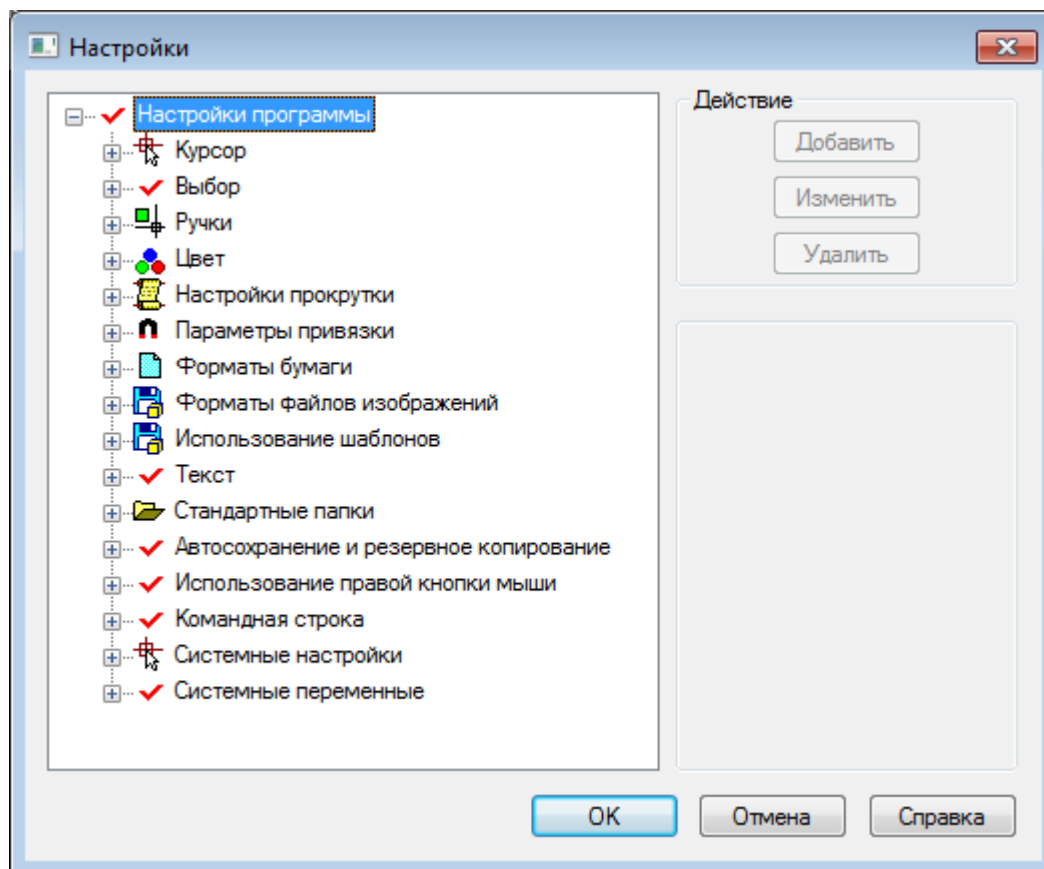 Настройки
Настройки программы
Курсор
Выбор
Ручки
Цвет
Настройки прокрутки
Параметры привязки
Форматы бумаги
Форматы файлов изображений
Использование шаблонов
Текст
Стандартные папки
Автосохранение и резервное копирование
Использование правой кнопки мыши
Командная строка
Системные настройки
Системные переменные
Действие
Добавить
Изменить
Удалить
OK
Отмена
Справка